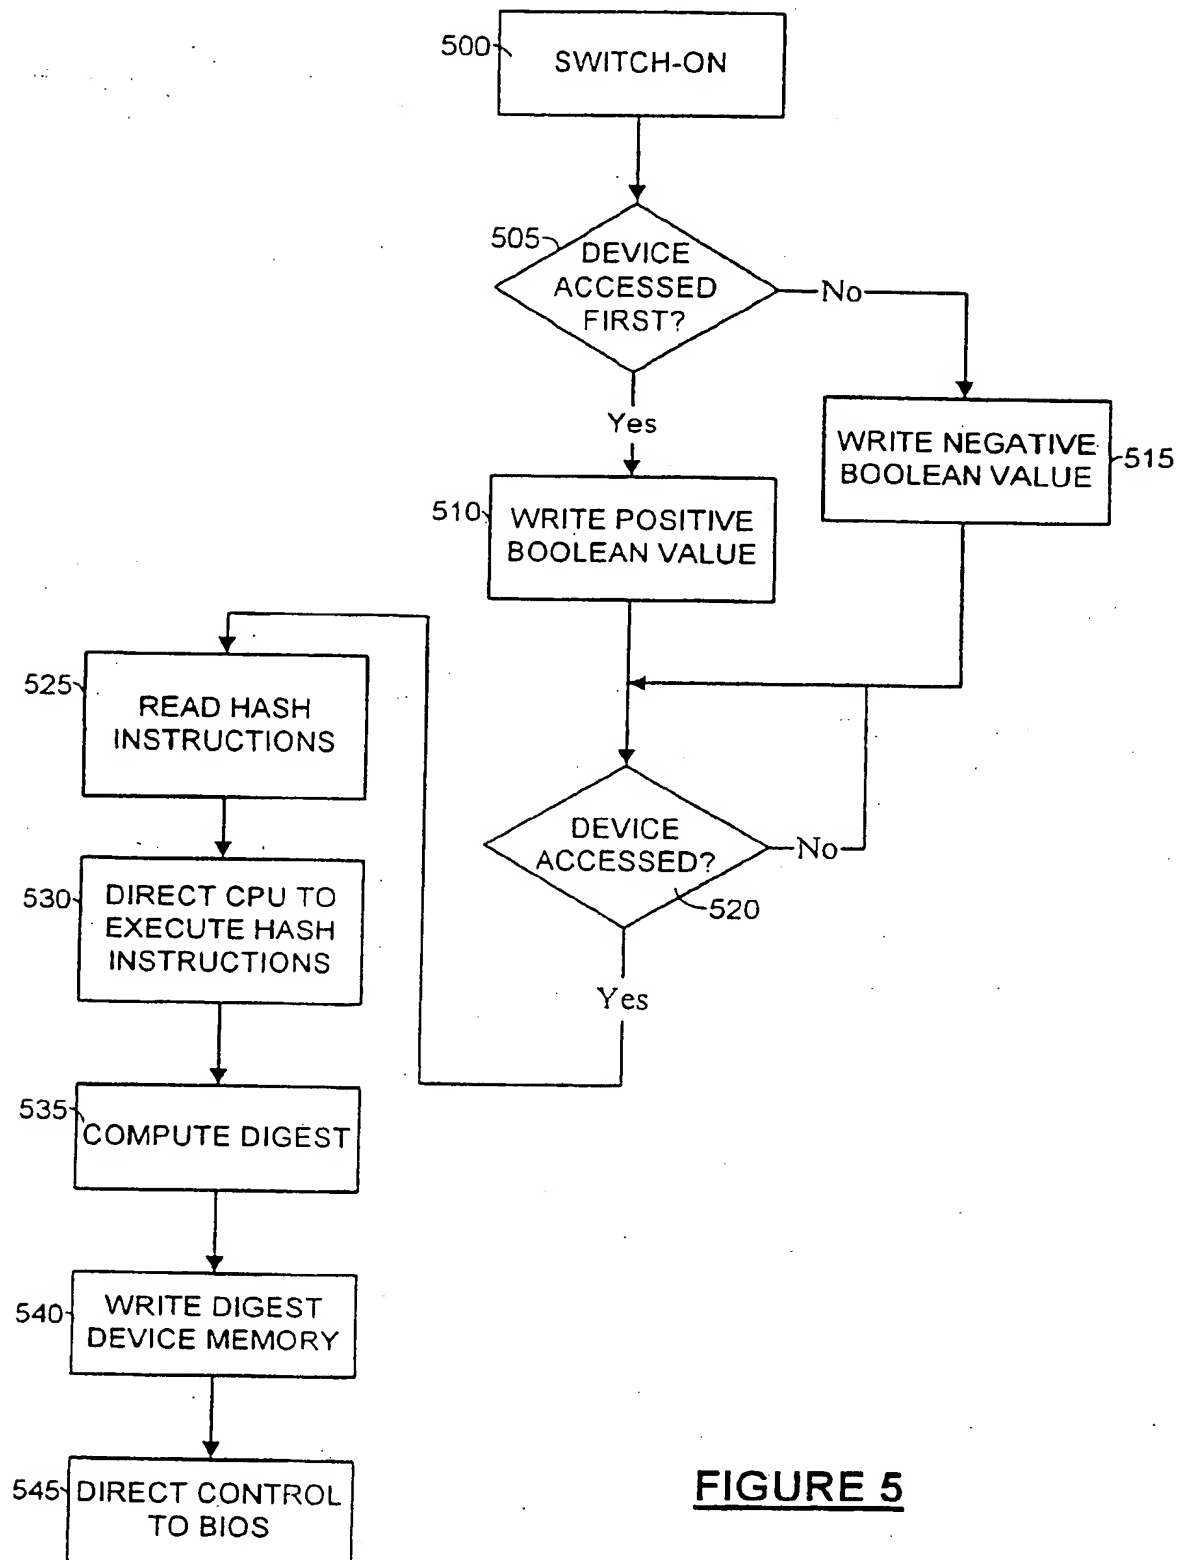 500
SWITCH-ON
505
DEVICE
ACCESSED
FIRST?
No
Yes
WRITE NEGATIVE
BOOLEAN VALUE
515
510
WRITE POSITIVE
BOOLEAN VALUE
DEVICE
ACCESSED?
No
520
Yes
525
READ HASH
INSTRUCTIONS
530
DIRECT CPU TO
EXECUTE HASH
INSTRUCTIONS
535
COMPUTE DIGEST
540
WRITE DIGEST
DEVICE MEMORY
545
DIRECT CONTROL
TO BIOS
FIGURE 5